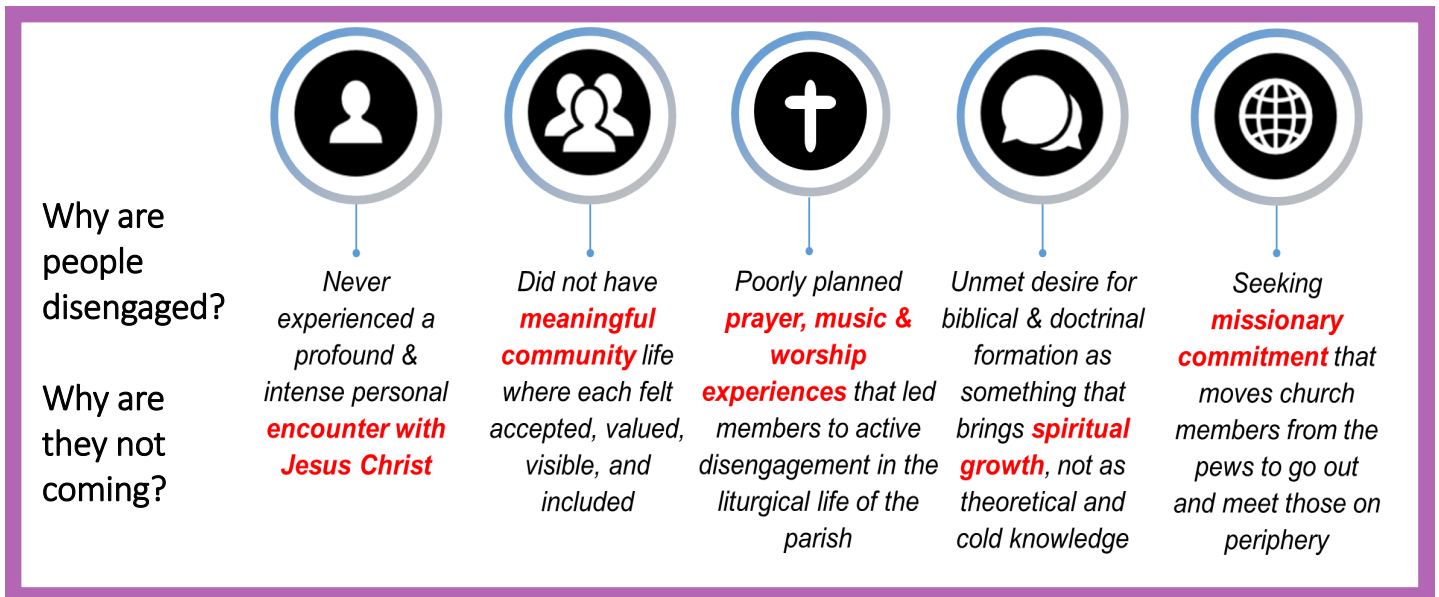 Why are
people
disengaged?
Why are
they not
coming?
Never
experienced a
profound &
intense personal
encounter with
Jesus Christ
Did not have
meaningful
community life
where each felt
accepted, valued,
visible, and
included
Poorly planned
prayer, music &
worship
experiences that led
members to active
disengagement in the
liturgical life of the
parish
Unmet desire for
biblical & doctrinal
formation as
something that
brings spiritual
growth, not as
theoretical and
cold knowledge
Seeking
missionary
commitment that
moves church
members from the
pews to go out
and meet those on
periphery